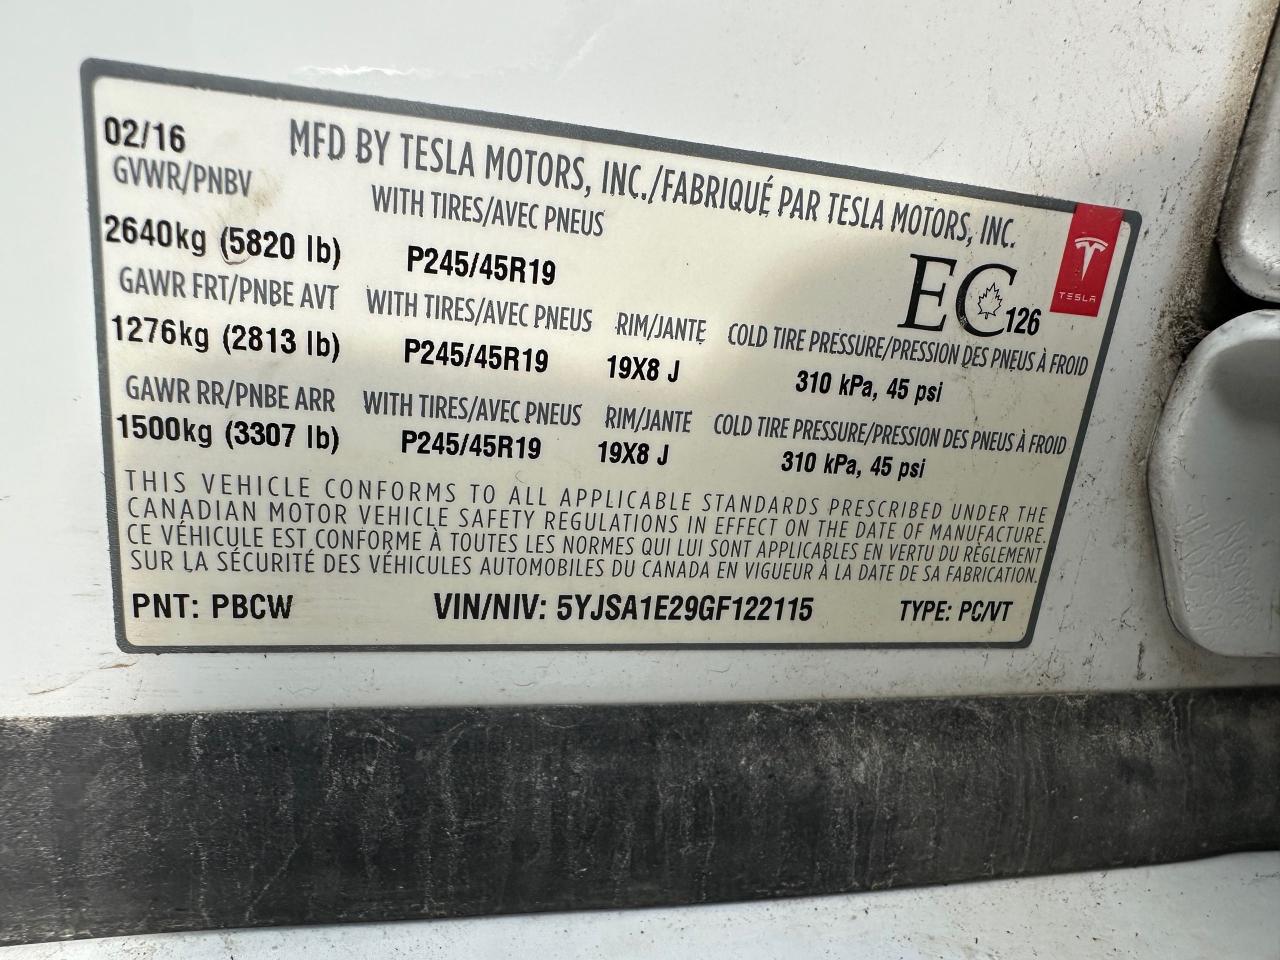 02/16 MFD BY TESLA MOTORS, INC./FABRIQUÉ PAR TESLA MOTORS, INC.
GVWR/PNBV WITH TIRES/AVEC PNEUS
2640kg (5820 lb) P245/45R19
EC 126
TESLA
GAWR FRT/PNBE AVT WITH TIRES/AVEC PNEUS RIM/JANTE COLD TIRE PRESSURE/PRESSION DES PNEUS À FROID
1276kg (2813 lb) P245/45R19 19X8 J 310 kPa, 45 psi
GAWR RR/PNBE ARR WITH TIRES/AVEC PNEUS RIM/JANTE COLD TIRE PRESSURE/PRESSION DES PNEUS À FROID
1500kg (3307 lb) P245/45R19 19X8 J 310 kPa, 45 psi
THIS VEHICLE CONFORMS TO ALL APPLICABLE STANDARDS PRESCRIBED UNDER THE
CANADIAN MOTOR VEHICLE SAFETY REGULATIONS IN EFFECT ON THE DATE OF MANUFACTURE.
CE VÉHICULE EST CONFORME À TOUTES LES NORMES QUI LUI SONT APPLICABLES EN VERTU DU RÈGLEMENT
SUR LA SÉCURITÉ DES VÉHICULES AUTOMOBILES DU CANADA EN VIGUEUR À LA DATE DE SA FABRICATION.
PNT: PBCW VIN/NIV: 5YJSA1E29GF122115 TYPE: PC/VT